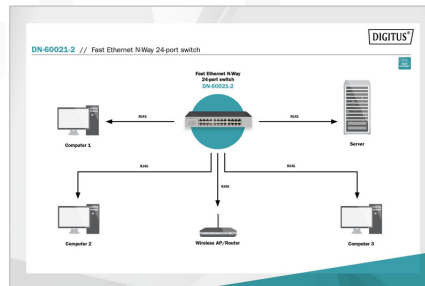 DIGITUS®
DN-60021-2 // Fast Ethernet N-Way 24-port switch
Fast Ethernet N-Way
24-port switch
DN-60021-2
RJ45
RJ45
Computer 1
Server
RJ45
RJ45
RJ45
Computer 2
Wireless AP/Router
Computer 3